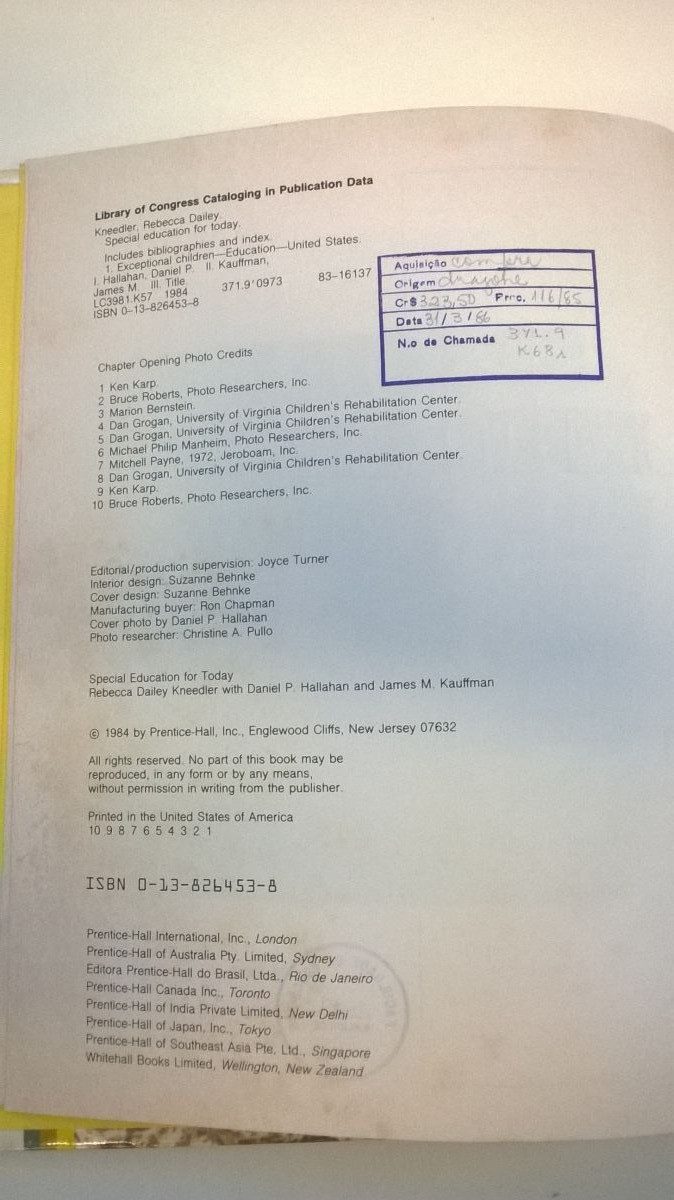 Library of Congress Cataloging in Publication Data
Kneedler, Rebecca Dailey.
Special education for today.
Includes bibliographies and index.
1. Exceptional children—Education—United States.
I. Hallahan, Daniel P. II. Kauffman,
James M. III. Title
LC3981.K57 1984 371.9'0973 83-16137
ISBN 0-13-826453-8
Aquisição compra
Origem
Cr$ 323,50 Proc. 116/85
Data 31/3/86
N.o de Chamada 371.9
Chapter Opening Photo Credits
1 Ken Karp.
2 Bruce Roberts, Photo Researchers, Inc.
3 Marion Bernstein.
4 Dan Grogan, University of Virginia Children's Rehabilitation Center.
5 Dan Grogan, University of Virginia Children's Rehabilitation Center.
6 Michael Philip Manheim, Photo Researchers, Inc.
7 Mitchell Payne, 1972, Jeroboam, Inc.
8 Dan Grogan, University of Virginia Children's Rehabilitation Center.
9 Ken Karp.
10 Bruce Roberts, Photo Researchers, Inc.
Editorial/production supervision: Joyce Turner
Interior design: Suzanne Behnke
Cover design: Suzanne Behnke
Manufacturing buyer: Ron Chapman
Cover photo by Daniel P. Hallahan
Photo researcher: Christine A. Pullo
Special Education for Today
Rebecca Dailey Kneedler with Daniel P. Hallahan and James M. Kauffman
© 1984 by Prentice-Hall, Inc., Englewood Cliffs, New Jersey 07632
All rights reserved. No part of this book may be
reproduced, in any form or by any means,
without permission in writing from the publisher.
Printed in the United States of America
10 9 8 7 6 5 4 3 2 1
ISBN 0-13-826453-8
Prentice-Hall International, Inc., London
Prentice-Hall of Australia Pty. Limited, Sydney
Editora Prentice-Hall do Brasil, Ltda., Rio de Janeiro
Prentice-Hall Canada Inc., Toronto
Prentice-Hall of India Private Limited, New Delhi
Prentice-Hall of Japan, Inc., Tokyo
Prentice-Hall of Southeast Asia Pte. Ltd., Singapore
Whitehall Books Limited, Wellington, New Zealand